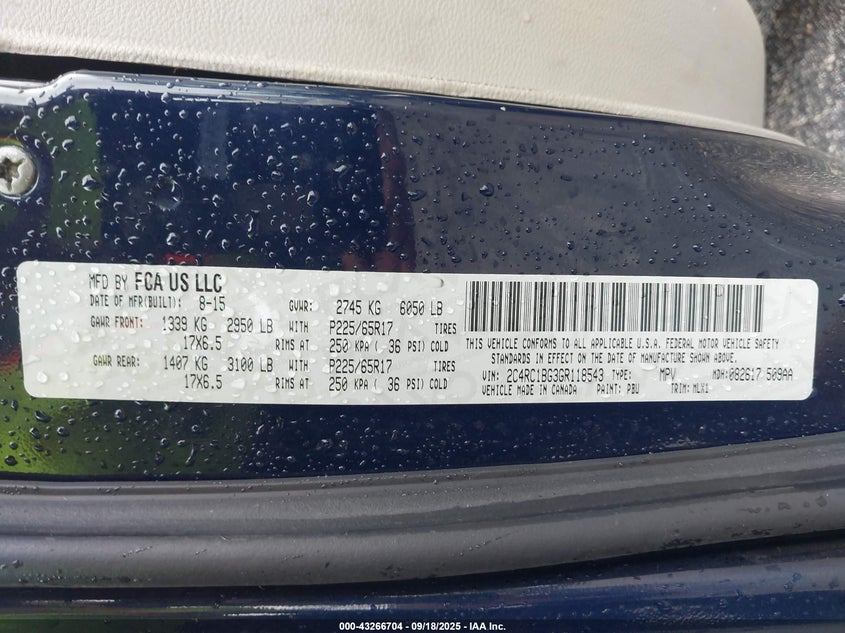 MFD BY FCA US LLC
DATE OF MFR(BUILT): 8-15 GVWR: 2745 KG 6050 LB
GAWR FRONT: 1339 KG 2950 LB WITH P225/65R17 TIRES
17X6.5 RIMS AT 250 KPA ( 36 PSI) COLD
GAWR REAR: 1407 KG 3100 LB WITH P225/65R17 TIRES
17X6.5 RIMS AT 250 KPA ( 36 PSI) COLD
THIS VEHICLE CONFORMS TO ALL APPLICABLE U.S.A. FEDERAL MOTOR VEHICLE SAFETY
STANDARDS IN EFFECT ON THE DATE OF MANUFACTURE SHOWN ABOVE.
VIN: 2C4RC1BG3GR118543 TYPE: MPV MDH:062617 509AA
VEHICLE MADE IN CANADA PAINT: PBU TRIM: MLX1
000-43266704 - 09/18/2025 - IAA Inc.